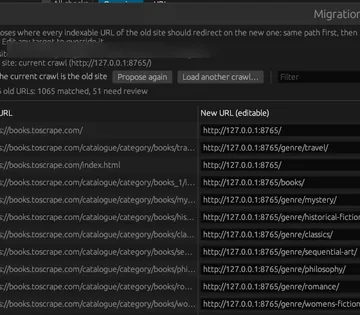 Migration
oses where every indexable URL of the old site should redirect on the new one: same path first, then
site: current crawl (http://127.0.0.1:8765/)
he current crawl is the old site Propose again Load another crawl... Filter
old URLs: 1065 matched, 51 need review
URL New URL (editable)
s://books.toscrape.com/ http://127.0.0.1:8765/
s://books.toscrape.com/catalogue/category/books/tra... http://127.0.0.1:8765/genre/travel/
s://books.toscrape.com/index.html http://127.0.0.1:8765/
s://books.toscrape.com/catalogue/category/books_1/i... http://127.0.0.1:8765/books/
s://books.toscrape.com/catalogue/category/books/my... http://127.0.0.1:8765/genre/mystery/
s://books.toscrape.com/catalogue/category/books/his... http://127.0.0.1:8765/genre/historical-fiction
s://books.toscrape.com/catalogue/category/books/cla... http://127.0.0.1:8765/genre/classics/
s://books.toscrape.com/catalogue/category/books/se... http://127.0.0.1:8765/genre/sequential-art/
s://books.toscrape.com/catalogue/category/books/phi... http://127.0.0.1:8765/genre/philosophy/
s://books.toscrape.com/catalogue/category/books/ro... http://127.0.0.1:8765/genre/romance/
s://books.toscrape.com/catalogue/category/books/wo... http://127.0.0.1:8765/genre/womens-fiction